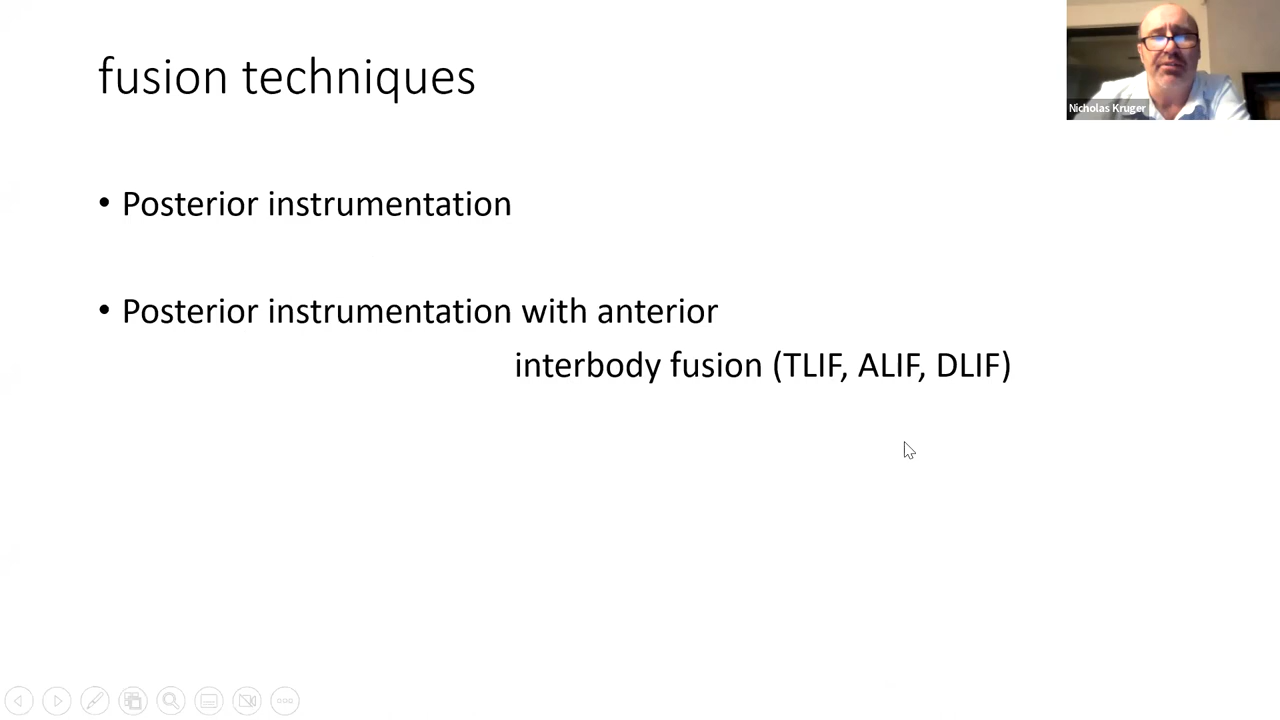 fusion techniques
Nicholas Kruger
• Posterior instrumentation
• Posterior instrumentation with anterior
interbody fusion (TLIF, ALIF, DLIF)